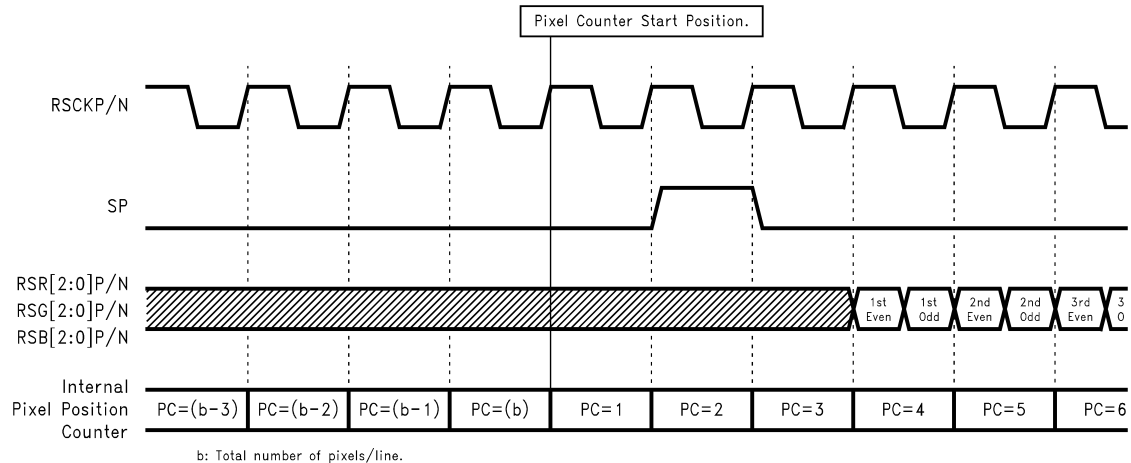 Pixel Counter Start Position.
RSCKP/N
SP
RSR[2:0]P/N
RSG[2:0]P/N
RSB[2:0]P/N
1st Even
1st Odd
2nd Even
2nd Odd
3rd Even
3 O
Internal
Pixel Position
Counter
PC=(b-3) PC=(b-2) PC=(b-1) PC=(b) PC=1 PC=2 PC=3 PC=4 PC=5 PC=6
b: Total number of pixels/line.